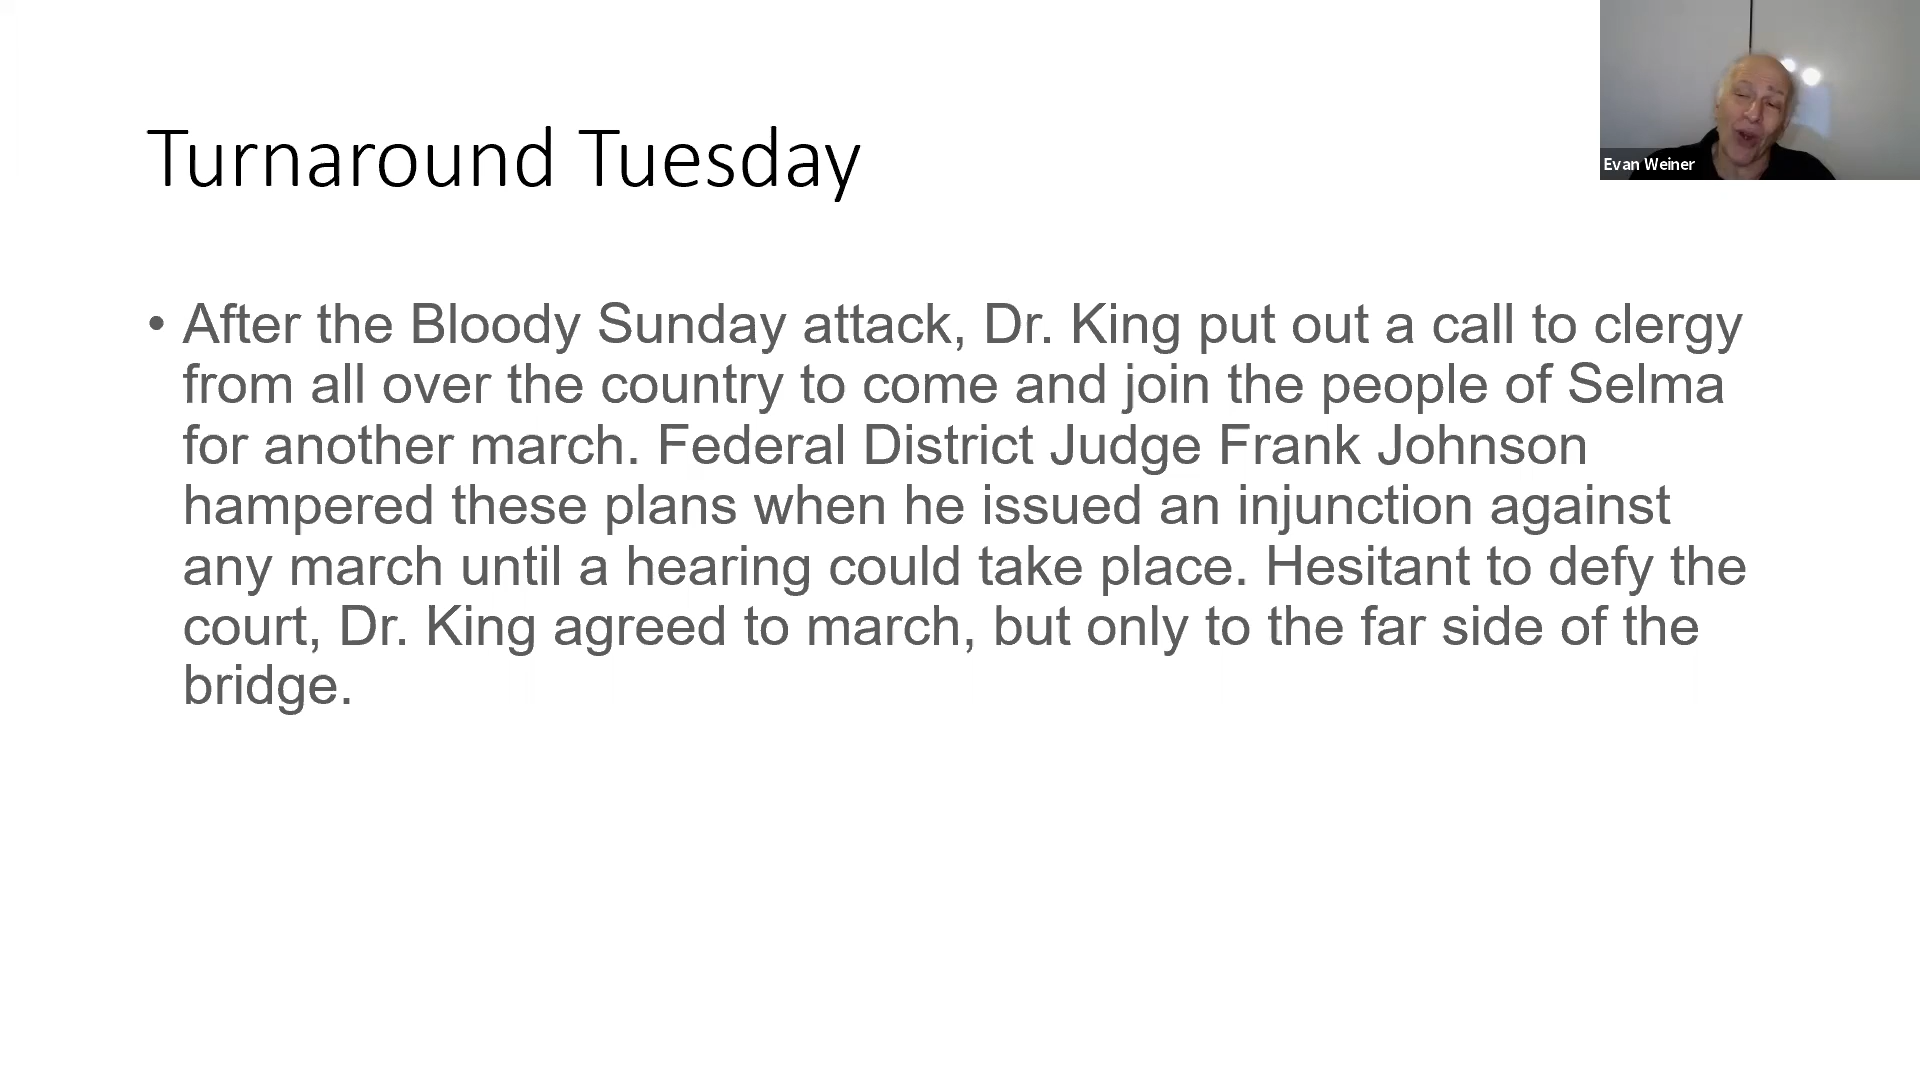 Turnaround Tuesday
Evan Weiner
• After the Bloody Sunday attack, Dr. King put out a call to clergy
from all over the country to come and join the people of Selma
for another march. Federal District Judge Frank Johnson
hampered these plans when he issued an injunction against
any march until a hearing could take place. Hesitant to defy the
court, Dr. King agreed to march, but only to the far side of the
bridge.